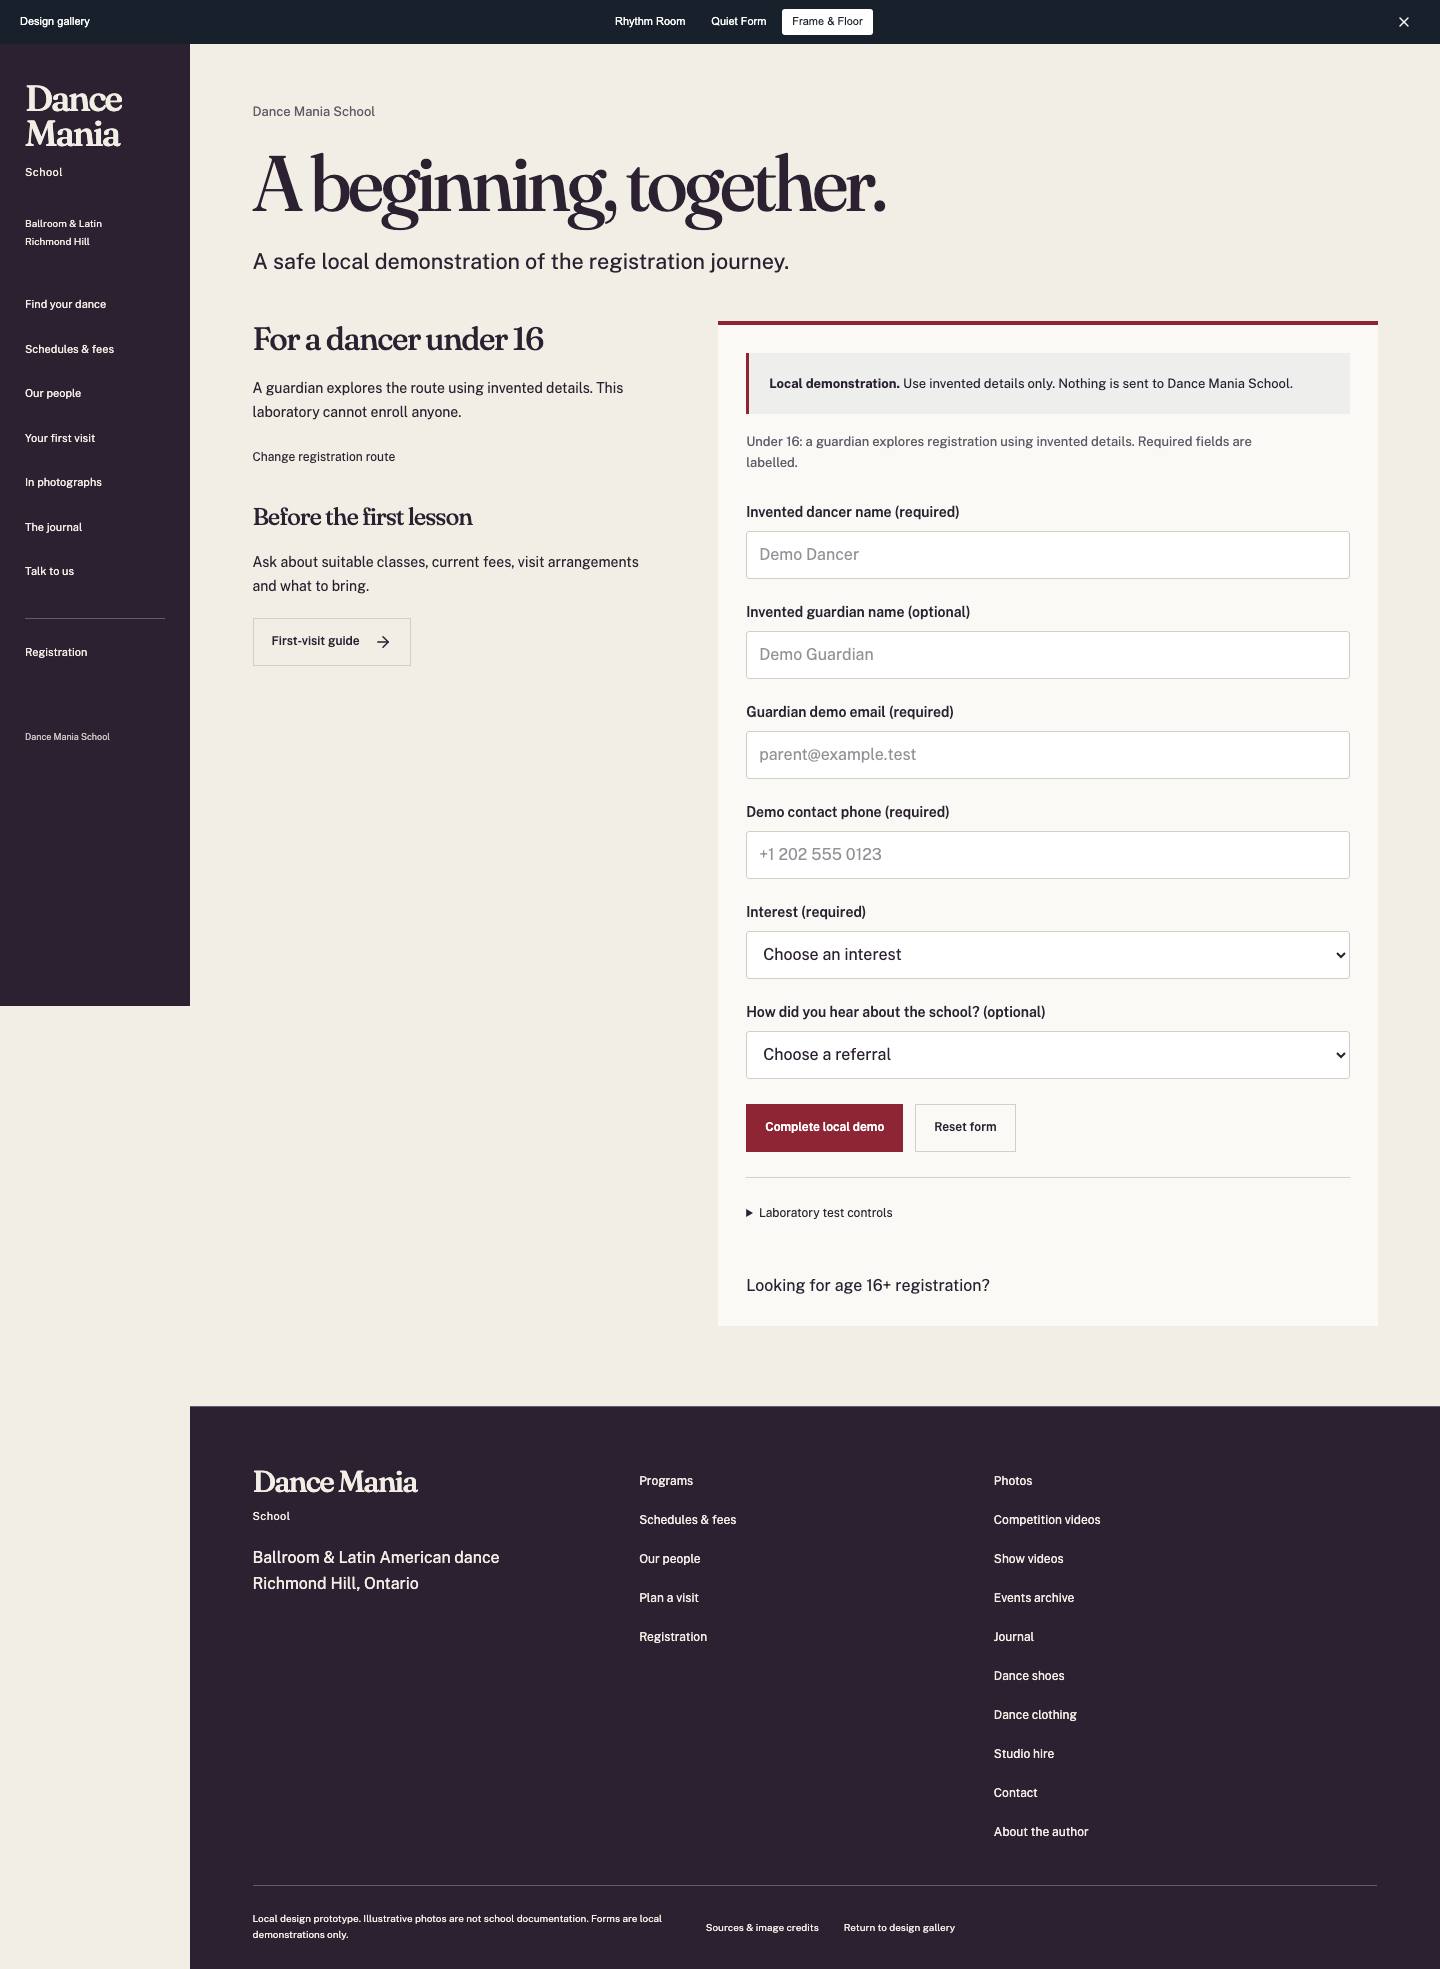 Design gallery
Rhythm Room
Quiet Form
Frame & Floor
Dance
Mania
School
Ballroom & Latin
Richmond Hill
Find your dance
Schedules & fees
Our people
Your first visit
In photographs
The journal
Talk to us
Registration
Dance Mania School
Dance Mania School
A beginning, together.
A safe local demonstration of the registration journey.
For a dancer under 16
A guardian explores the route using invented details. This
laboratory cannot enroll anyone.
Change registration route
Before the first lesson
Ask about suitable classes, current fees, visit arrangements
and what to bring.
First-visit guide
Local demonstration. Use invented details only. Nothing is sent to Dance Mania School.
Under 16: a guardian explores registration using invented details. Required fields are
labelled.
Invented dancer name (required)
Demo Dancer
Invented guardian name (optional)
Demo Guardian
Guardian demo email (required)
parent@example.test
Demo contact phone (required)
+1 202 555 0123
Interest (required)
Choose an interest
How did you hear about the school? (optional)
Choose a referral
Complete local demo
Reset form
Laboratory test controls
Looking for age 16+ registration?
Dance Mania
School
Ballroom & Latin American dance
Richmond Hill, Ontario
Programs
Schedules & fees
Our people
Plan a visit
Registration
Photos
Competition videos
Show videos
Events archive
Journal
Dance shoes
Dance clothing
Studio hire
Contact
About the author
Local design prototype. Illustrative photos are not school documentation. Forms are local
demonstrations only.
Sources & image credits
Return to design gallery